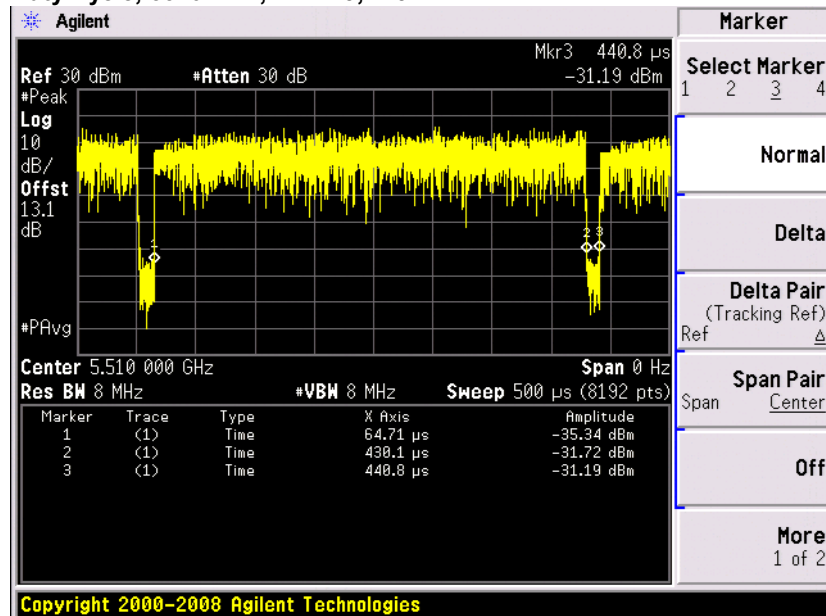 Agilent
Marker
Mkr3 440.8 µs
Ref 30 dBm #Atten 30 dB -31.19 dBm
#Peak
Log
10
dB/
Offst
13.1
dB
1
2 3
#PAvg
Center 5.510 000 GHz Span 0 Hz
Res BW 8 MHz #VBW 8 MHz Sweep 500 µs (8192 pts)
Marker Trace Type X Axis Amplitude
1 (1) Time 64.71 µs -35.34 dBm
2 (1) Time 430.1 µs -31.72 dBm
3 (1) Time 440.8 µs -31.19 dBm
Select Marker
1 2 3 4
Normal
Delta
Delta Pair
(Tracking Ref)
Ref Δ
Span Pair
Span Center
Off
More
1 of 2
Copyright 2000-2008 Agilent Technologies